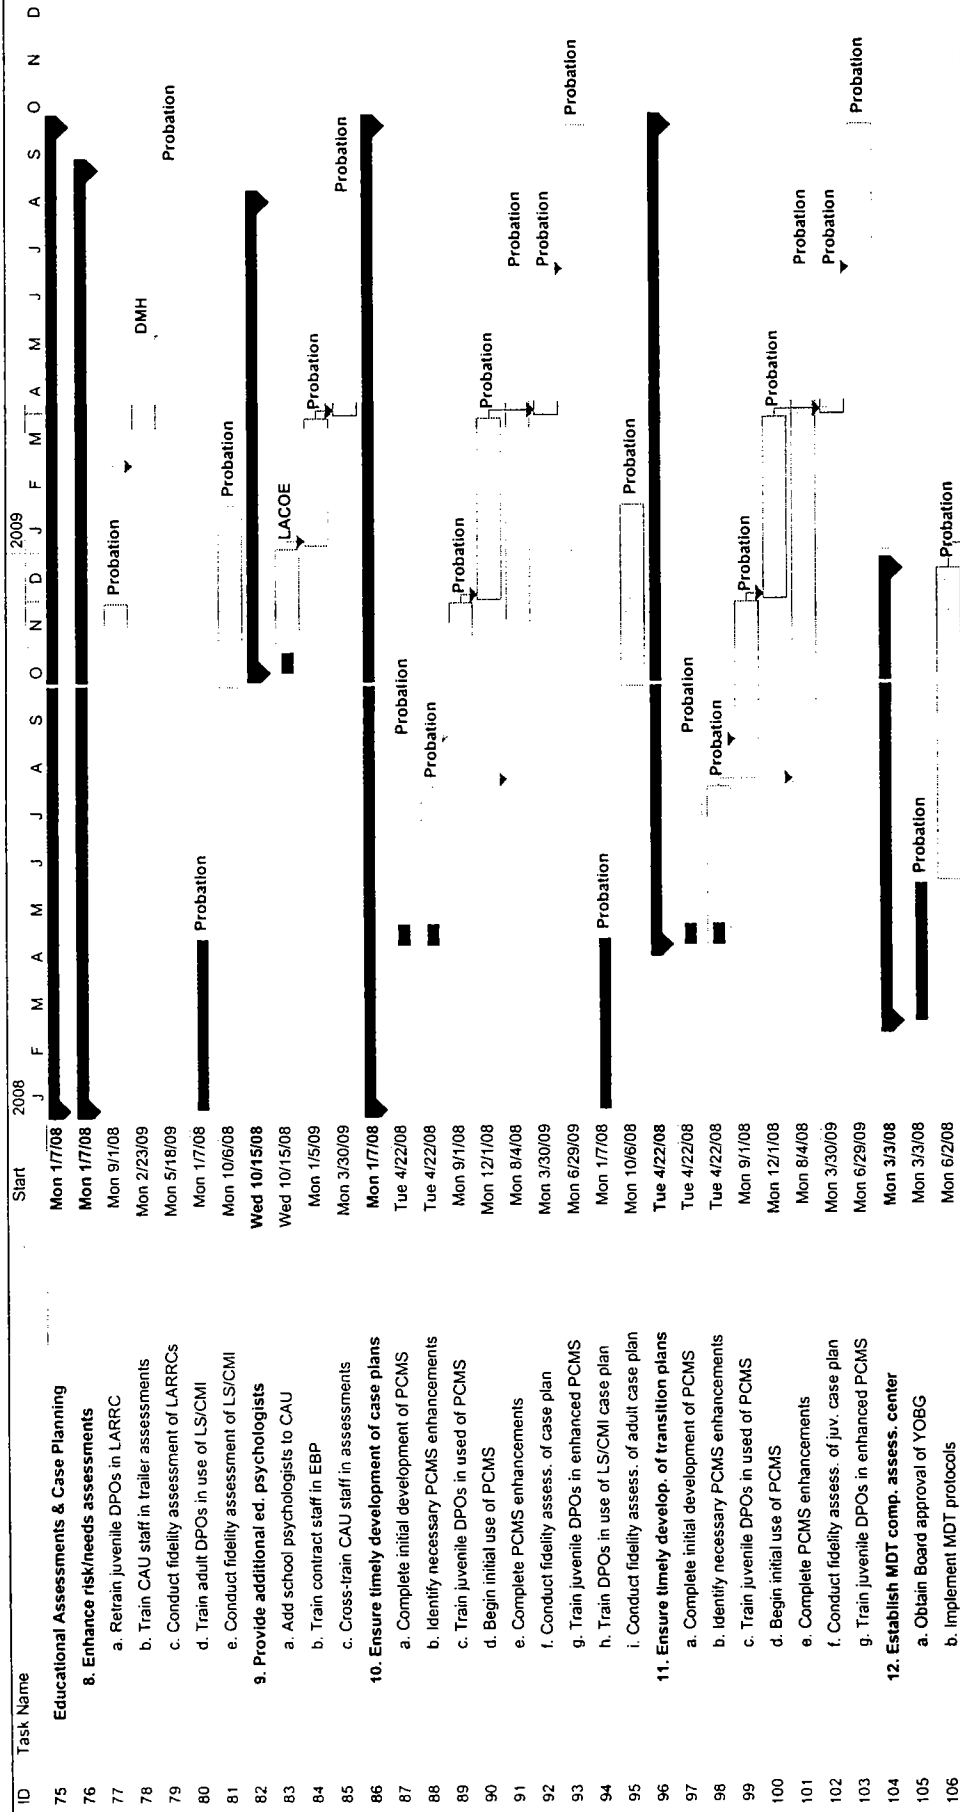 ID Task Name Start 2008 J F M A M J J A S O N D 2009 J F M A M J J A S O N D
75 Educational Assessments & Case Planning Mon 1/7/08
76 8. Enhance risk/needs assessments Mon 1/7/08
77 a. Retrain juvenile DPOs in LARRC Mon 9/1/08 Probation
78 b. Train CAU staff in trailer assessments Mon 2/23/09 DMH
79 c. Conduct fidelity assessment of LARRCs Mon 5/18/09 Probation
80 d. Train adult DPOs in use of LS/CMI Mon 1/7/08 Probation
81 e. Conduct fidelity assessment of LS/CMI Mon 10/6/08 Probation
82 9. Provide additional ed. psychologists Wed 10/15/08
83 a. Add school psychologists to CAU Wed 10/15/08 LACOE
84 b. Train contract staff in EBP Mon 1/5/09 Probation
85 c. Cross-train CAU staff in assessments Mon 3/30/09 Probation
86 10. Ensure timely development of case plans Mon 1/7/08
87 a. Complete initial development of PCMS Tue 4/22/08 Probation
88 b. Identify necessary PCMS enhancements Tue 4/22/08 Probation
89 c. Train juvenile DPOs in used of PCMS Mon 9/1/08 Probation
90 d. Begin initial use of PCMS Mon 12/1/08 Probation
91 e. Complete PCMS enhancements Mon 8/4/08 Probation
92 f. Conduct fidelity assess. of case plan Mon 3/30/09 Probation
93 g. Train juvenile DPOs in enhanced PCMS Mon 6/29/09 Probation
94 h. Train DPOs in use of LS/CMI case plan Mon 1/7/08 Probation
95 i. Conduct fidelity assess. of adult case plan Mon 10/6/08 Probation
96 11. Ensure timely develop. of transition plans Tue 4/22/08
97 a. Complete initial development of PCMS Tue 4/22/08 Probation
98 b. Identify necessary PCMS enhancements Tue 4/22/08 Probation
99 c. Train juvenile DPOs in used of PCMS Mon 9/1/08 Probation
100 d. Begin initial use of PCMS Mon 12/1/08 Probation
101 e. Complete PCMS enhancements Mon 8/4/08 Probation
102 f. Conduct fidelity assess. of juv. case plan Mon 3/30/09 Probation
103 g. Train juvenile DPOs in enhanced PCMS Mon 6/29/09 Probation
104 12. Establish MDT comp. assess. center Mon 3/3/08
105 a. Obtain Board approval of YOBG Mon 3/3/08 Probation
106 b. Implement MDT protocols Mon 6/2/08 Probation